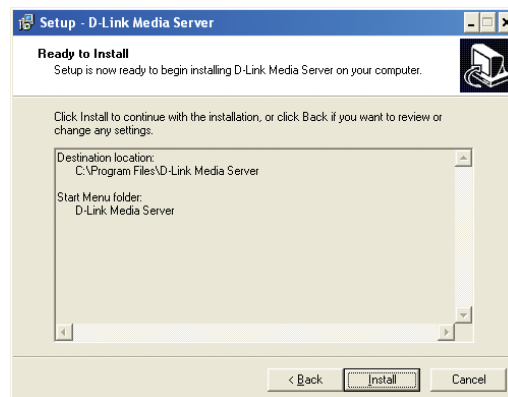 Setup - D-Link Media Server
Ready to Install
Setup is now ready to begin installing D-Link Media Server on your computer.
Click Install to continue with the installation, or click Back if you want to review or
change any settings.
Destination location:
C:\Program Files\D-Link Media Server
Start Menu folder:
D-Link Media Server
< Back
Install
Cancel